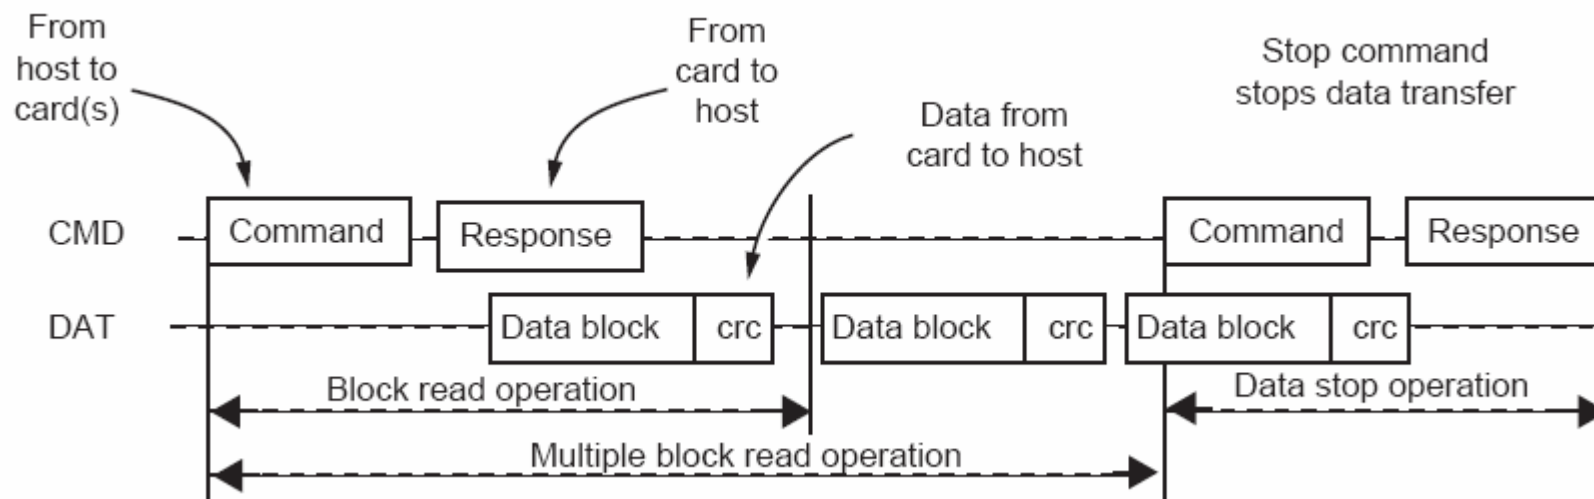 From
host to
card(s)
From
card to
host
Data from
card to host
Stop command
stops data transfer
CMD
Command
Response
Command
Response
DAT
Data block
crc
Data block
crc
Data block
crc
Block read operation
Data stop operation
Multiple block read operation